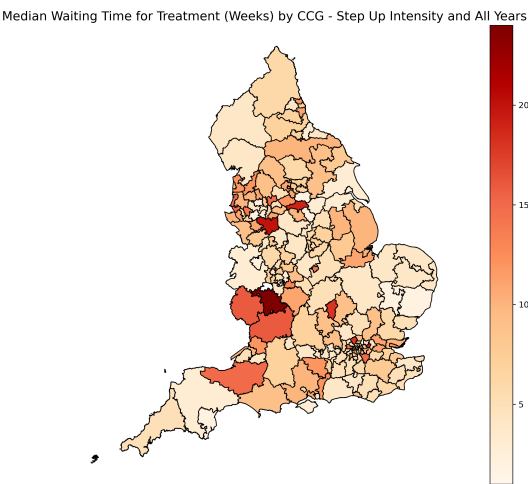 Median Waiting Time for Treatment (Weeks) by CCG - Step Up Intensity and All Years
20
15
10
5